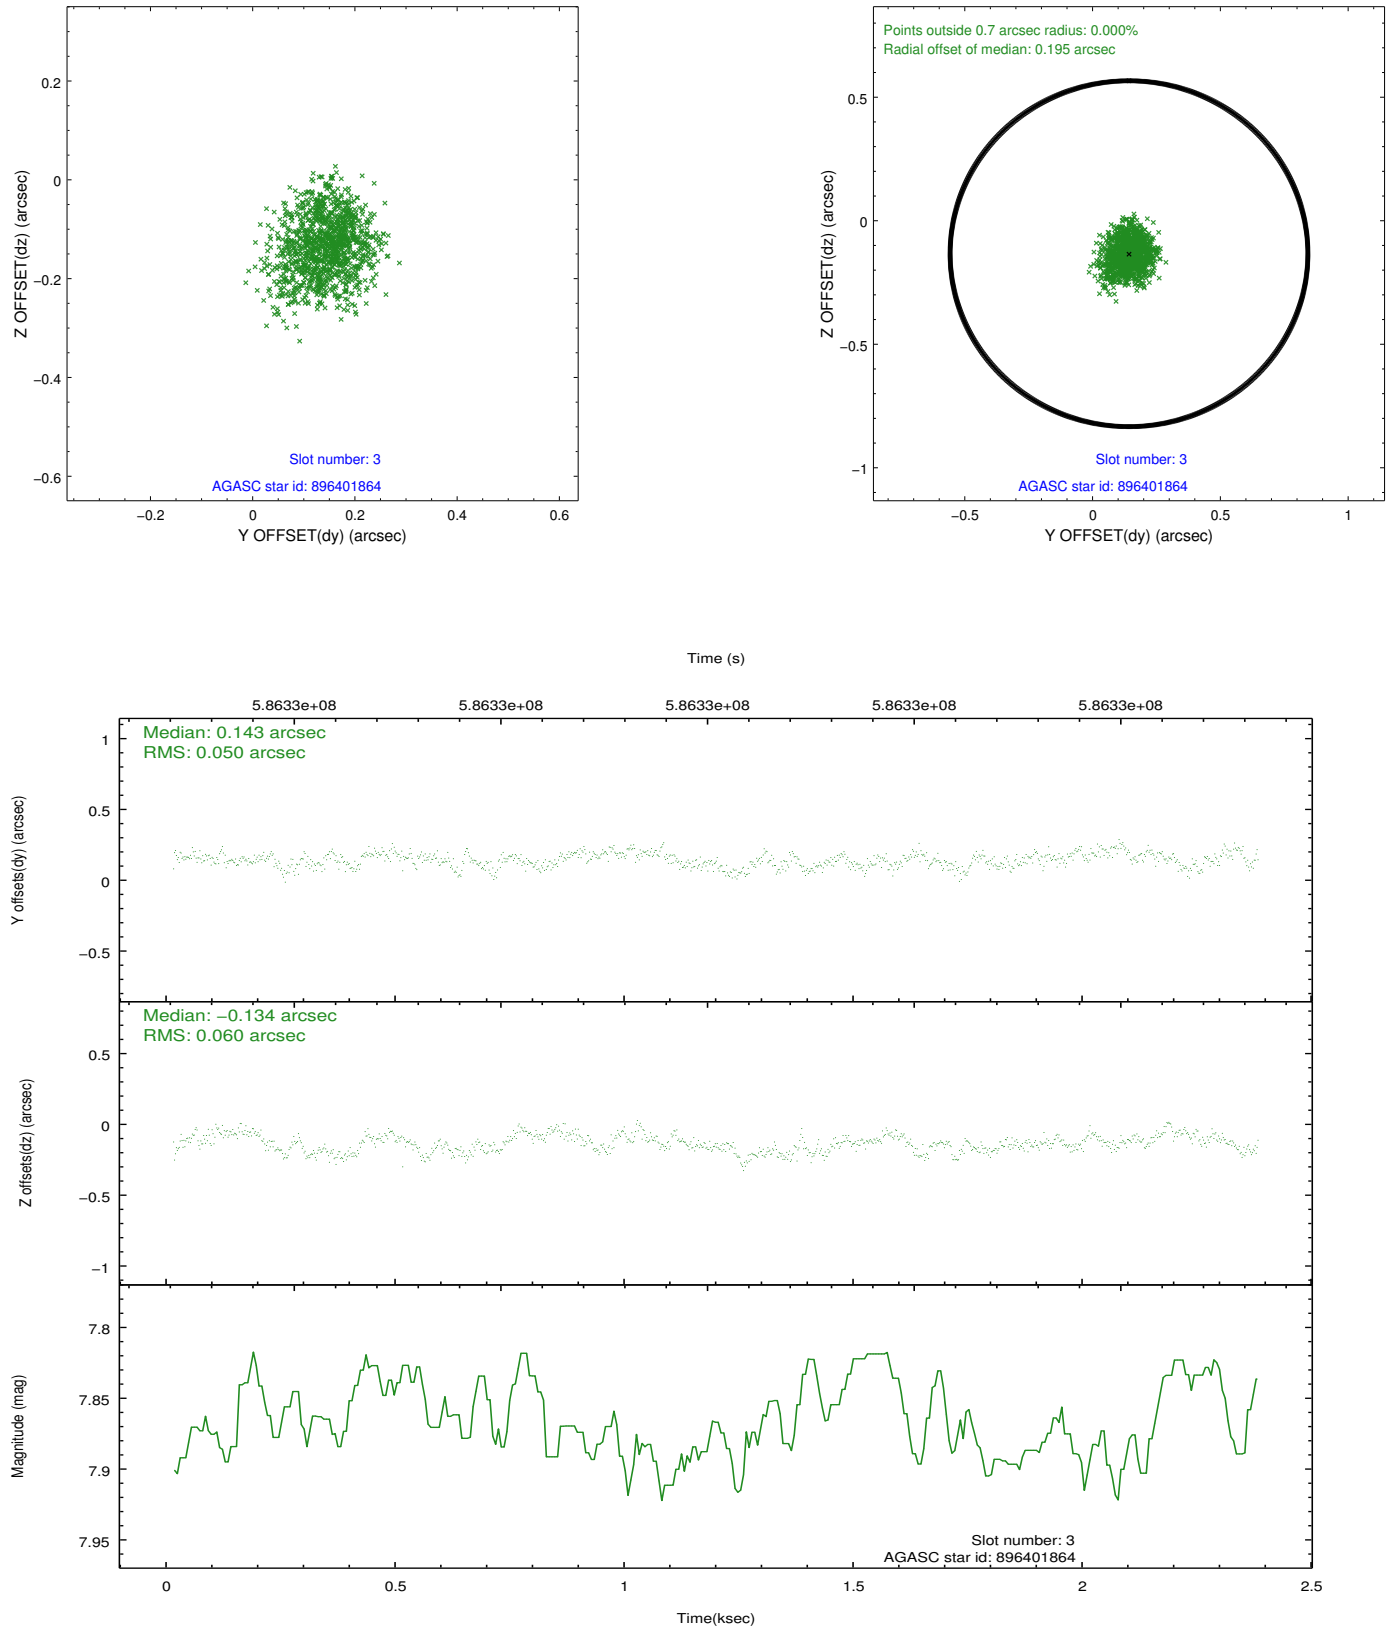 0.2
0
−0.2
−0.4
−0.6
Z OFFSET(dz) (arcsec)
Slot number: 3
AGASC star id: 896401864
−0.2
0
0.2
0.4
0.6
Y OFFSET(dy) (arcsec)
Points outside 0.7 arcsec radius: 0.000%
Radial offset of median: 0.195 arcsec
0.5
0
−0.5
−1
Z OFFSET(dz) (arcsec)
Slot number: 3
AGASC star id: 896401864
−0.5
0
0.5
1
Y OFFSET(dy) (arcsec)
Time (s)
5.8633e+08
5.8633e+08
5.8633e+08
5.8633e+08
5.8633e+08
Median: 0.143 arcsec
RMS: 0.050 arcsec
1
0.5
0
−0.5
Y offsets(dy) (arcsec)
Median: −0.134 arcsec
RMS: 0.060 arcsec
0.5
0
−0.5
−1
Z offsets(dz) (arcsec)
7.8
7.85
7.9
7.95
Magnitude (mag)
Slot number: 3
AGASC star id: 896401864
0
0.5
1
1.5
2
2.5
Time(ksec)